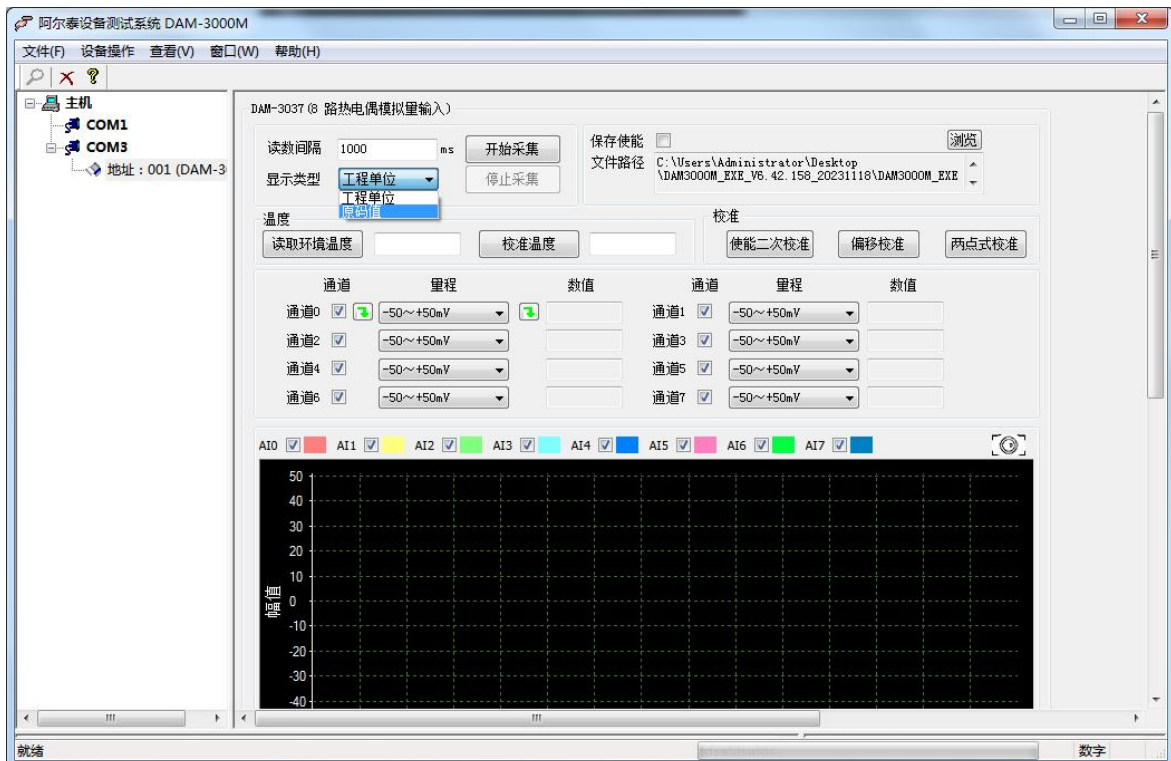 阿尔泰设备测试系统 DAM-3000M
文件(F) 设备操作 查看(V) 窗口(W) 帮助(H)
主机
COM1
COM3
地址：001 (DAM-3
DAM-3037(8 路热电偶模拟量输入)
读数间隔 1000 ms 开始采集
显示类型 工程单位 停止采集
工程单位
原码值
保存使能 浏览
文件路径 C:\Users\Administrator\Desktop
\DAM3000M_EXE_V6.42.158_20231118\DAM3000M_EXE
温度
读取环境温度 校准温度
校准
使能二次校准 偏移校准 两点式校准
通道 量程 数值 通道 量程 数值
通道0 -50～+50mV 通道1 -50～+50mV
通道2 -50～+50mV 通道3 -50～+50mV
通道4 -50～+50mV 通道5 -50～+50mV
通道6 -50～+50mV 通道7 -50～+50mV
AI0 AI1 AI2 AI3 AI4 AI5 AI6 AI7
50
40
30
20
10
0
-10
-20
-30
-40
幅值
就绪 数字